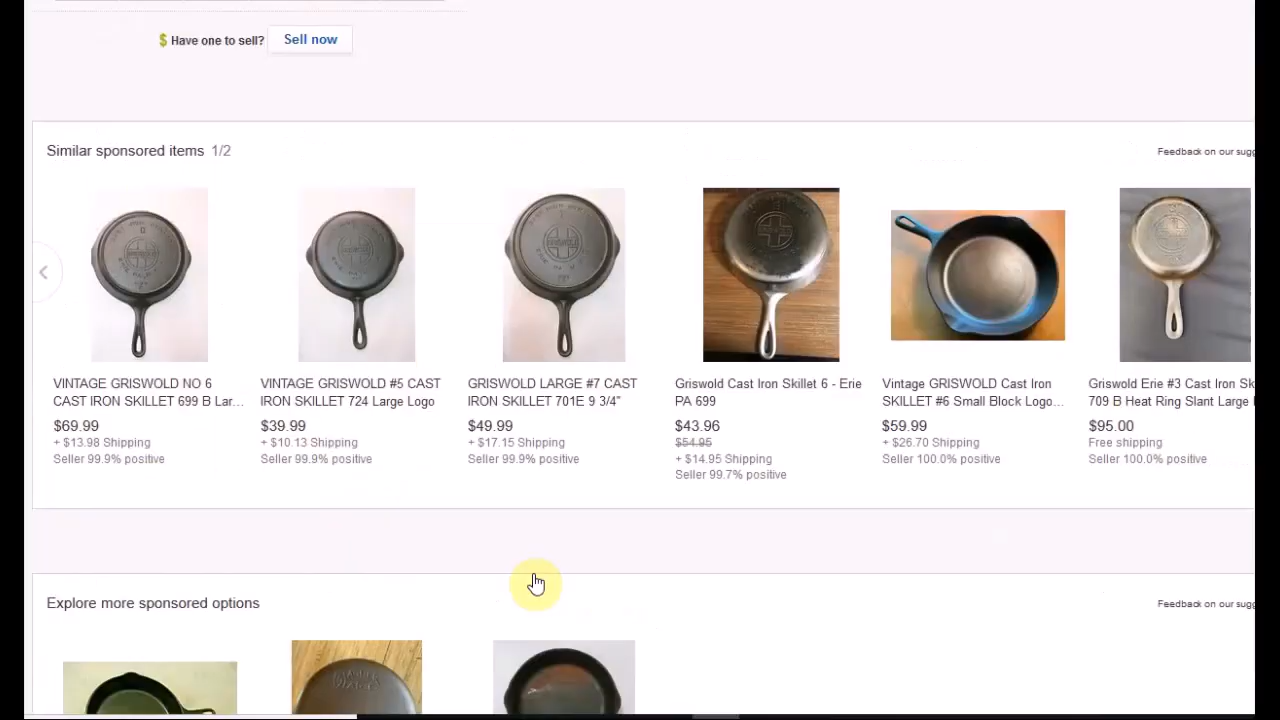 Have one to sell? Sell now
Similar sponsored items 1/2
Feedback on our sugg
VINTAGE GRISWOLD NO 6
CAST IRON SKILLET 699 B Lar...
$69.99
+ $13.98 Shipping
Seller 99.9% positive
VINTAGE GRISWOLD #5 CAST
IRON SKILLET 724 Large Logo
$39.99
+ $10.13 Shipping
Seller 99.9% positive
GRISWOLD LARGE #7 CAST
IRON SKILLET 701E 9 3/4"
$49.99
+ $17.15 Shipping
Seller 99.9% positive
Griswold Cast Iron Skillet 6 - Erie
PA 699
$43.96
$54.95
+ $14.95 Shipping
Seller 99.7% positive
Vintage GRISWOLD Cast Iron
SKILLET #6 Small Block Logo...
$59.99
+ $26.70 Shipping
Seller 100.0% positive
Griswold Erie #3 Cast Iron Sk
709 B Heat Ring Slant Large
$95.00
Free shipping
Seller 100.0% positive
Explore more sponsored options
Feedback on our sugg